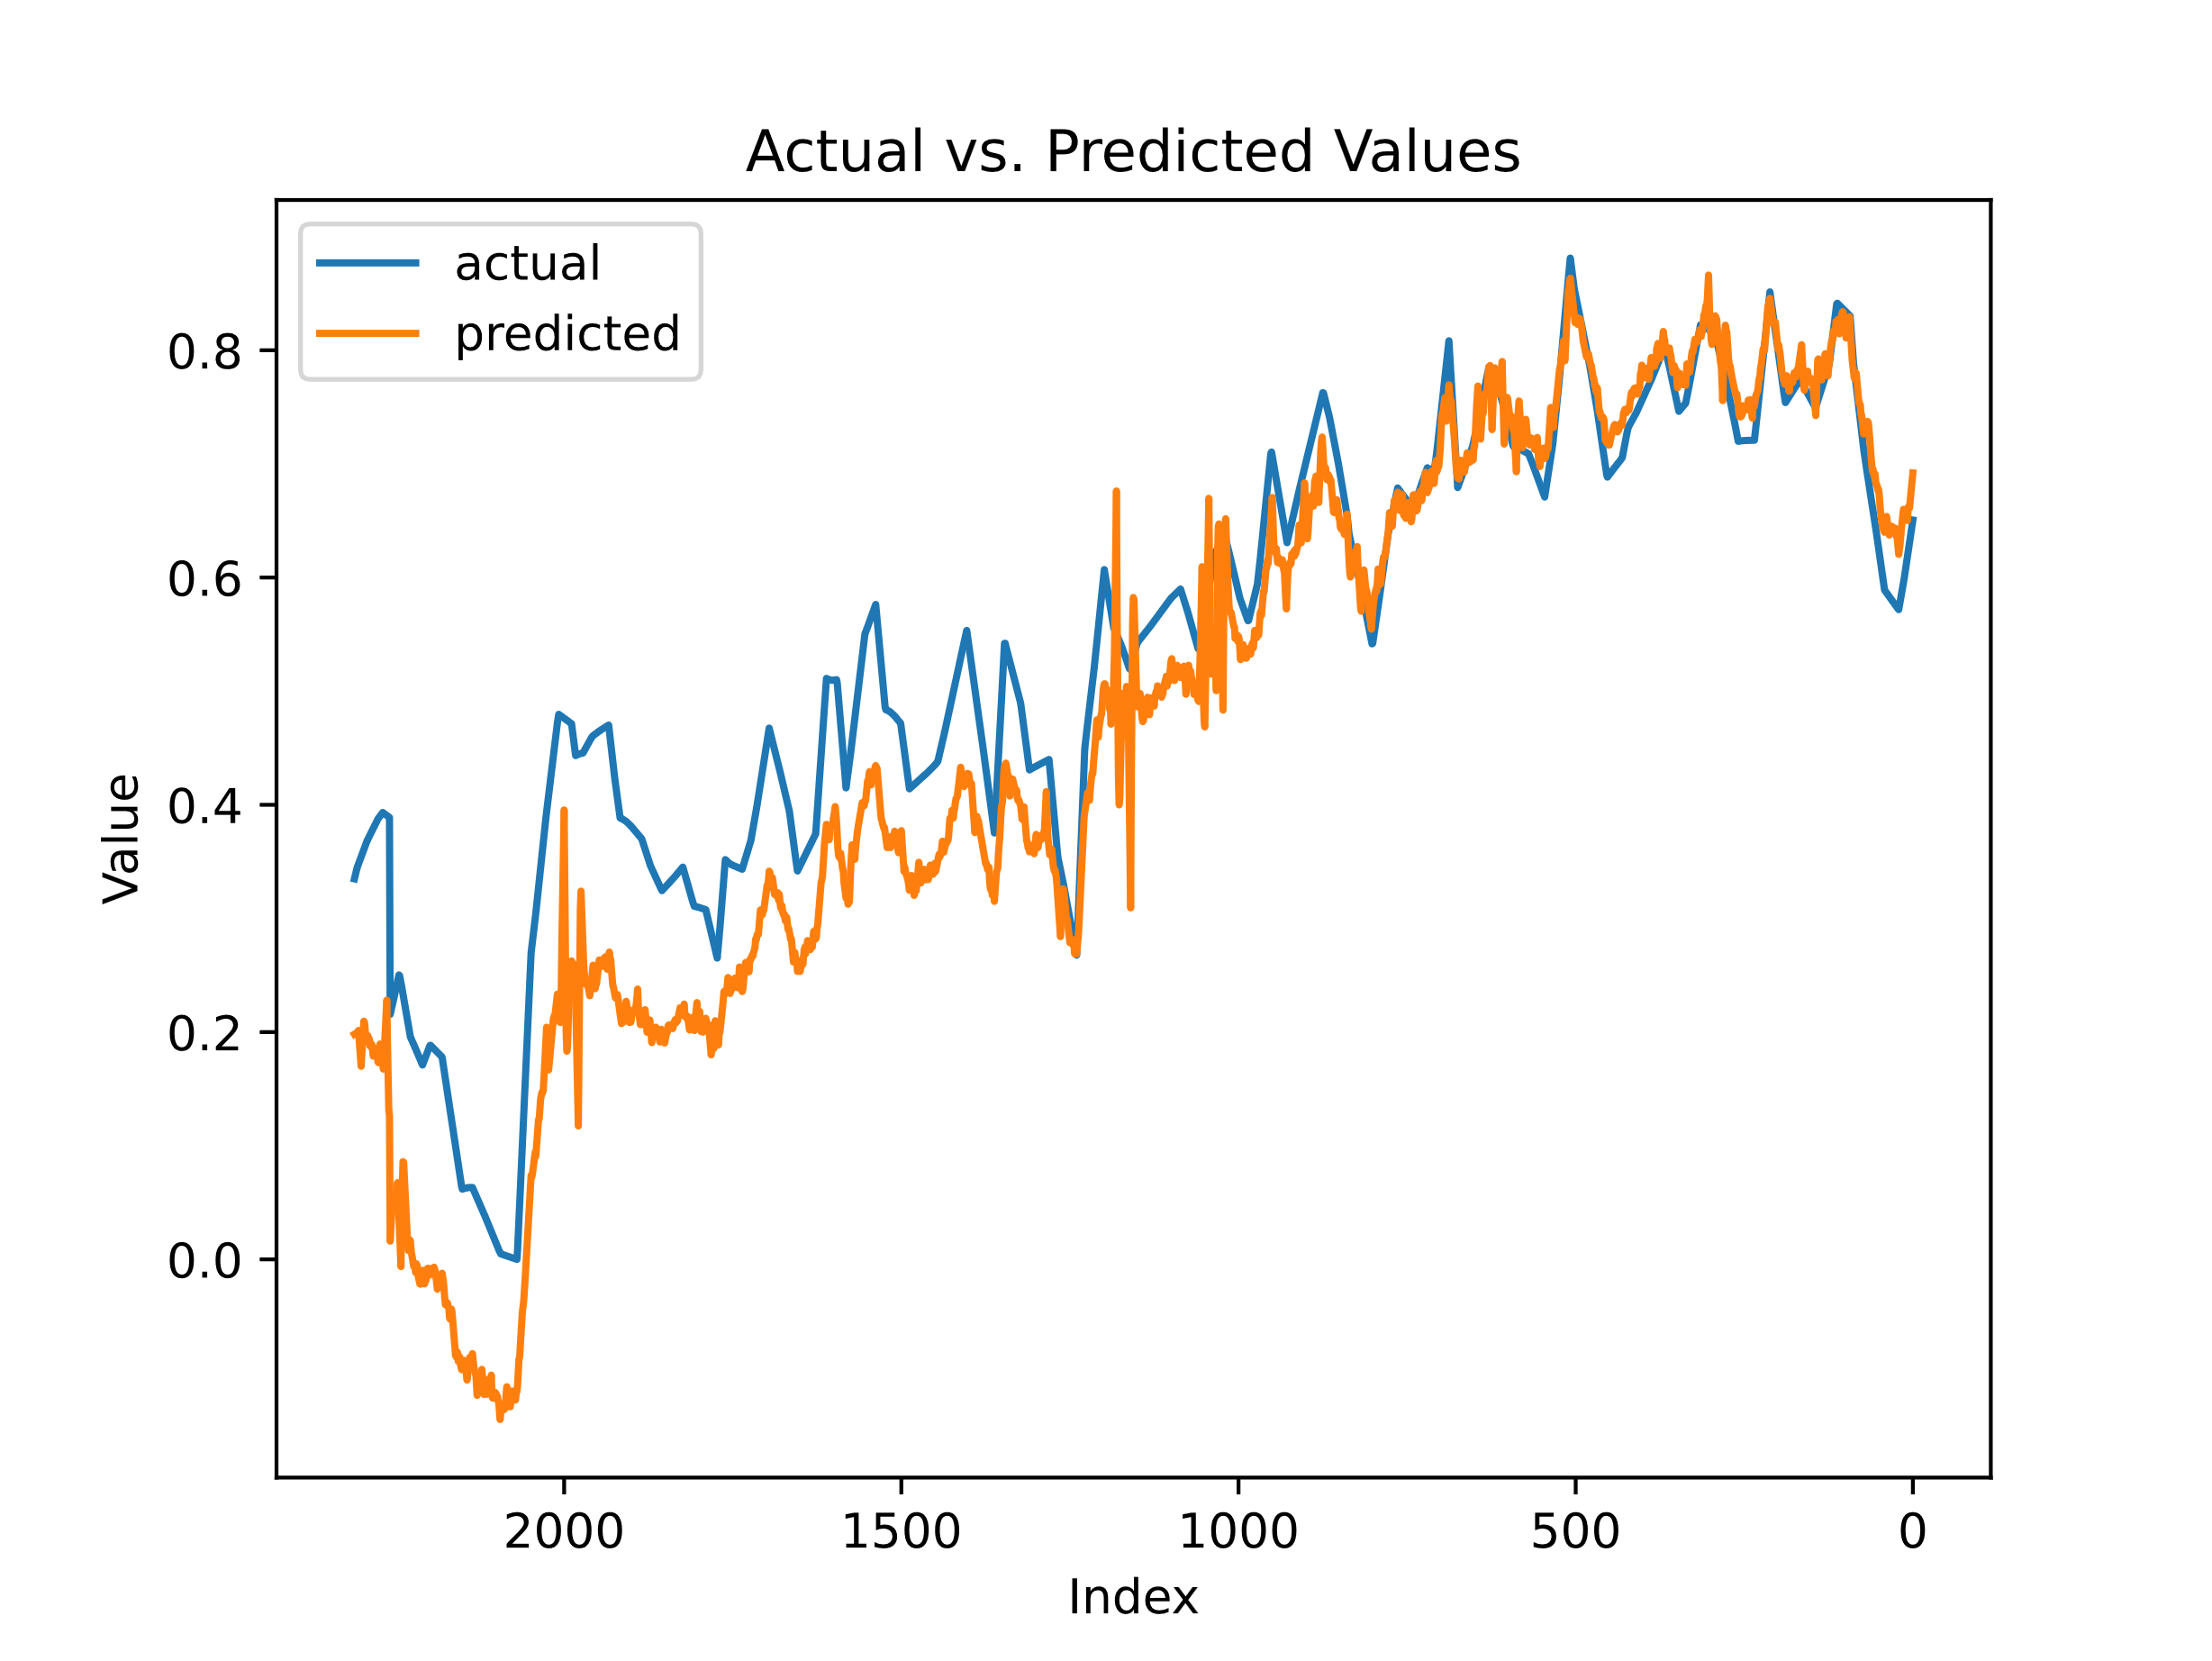 Actual vs. Predicted Values
actual
predicted
Value
0.8
0.6
0.4
0.2
0.0
2000 1500 1000 500 0
Index